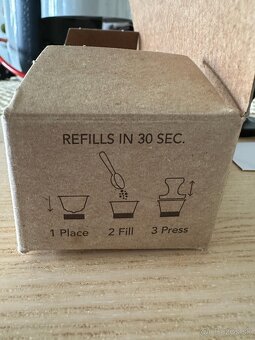 REFILLS IN 30 SEC.
1 Place 2 Fill 3 Press